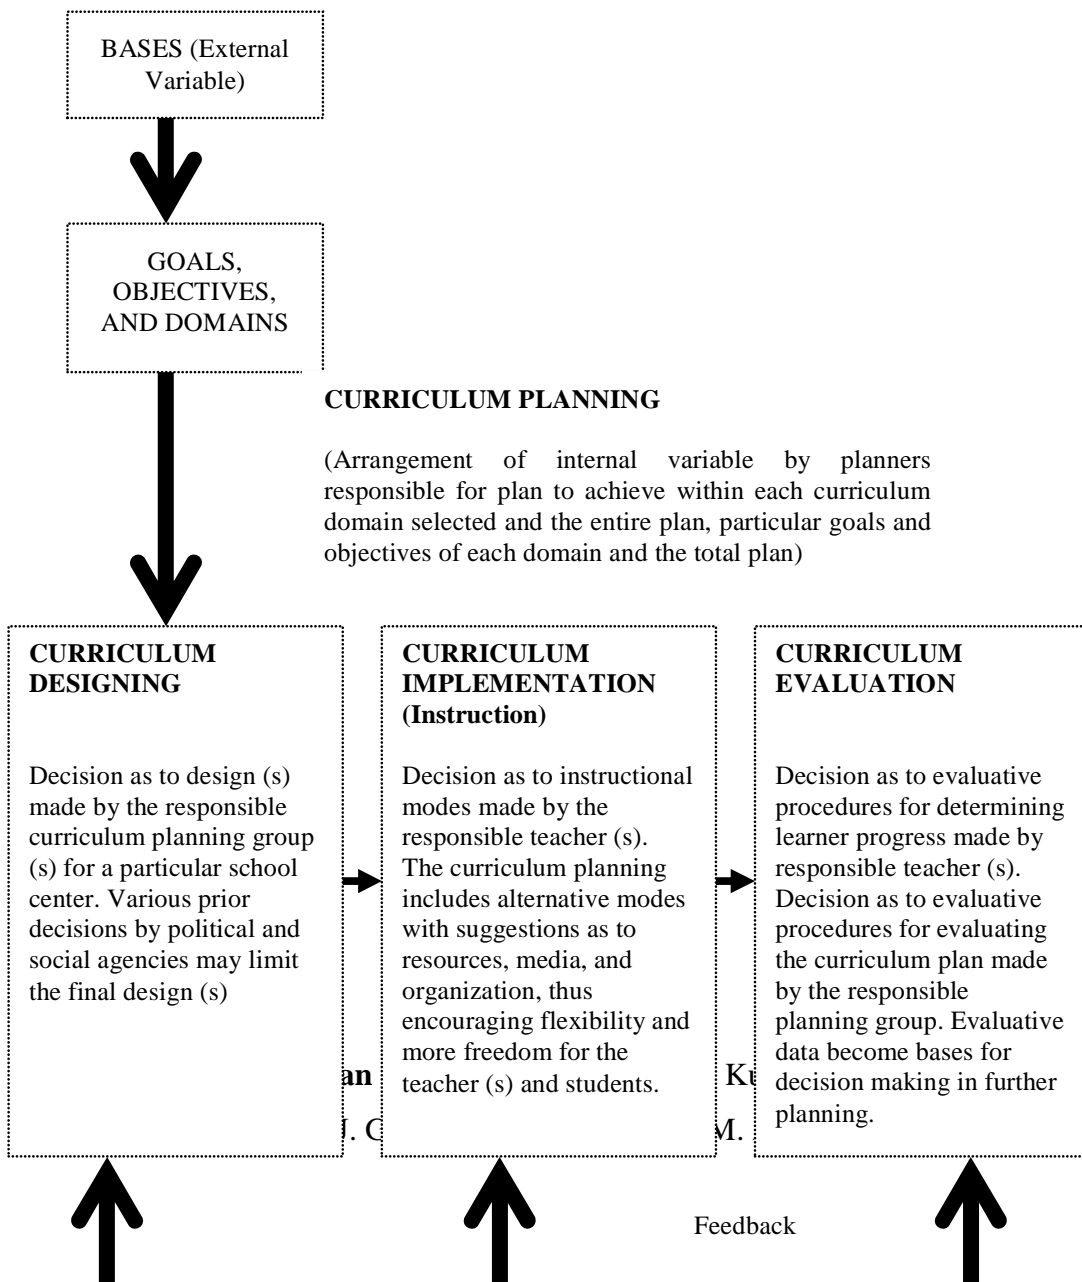 BASES (External
Variable)
GOALS,
OBJECTIVES,
AND DOMAINS
CURRICULUM PLANNING
(Arrangement of internal variable by planners
responsible for plan to achieve within each curriculum
domain selected and the entire plan, particular goals and
objectives of each domain and the total plan)
CURRICULUM
DESIGNING
Decision as to design (s)
made by the responsible
curriculum planning group
(s) for a particular school
center. Various prior
decisions by political and
social agencies may limit
the final design (s)
CURRICULUM
IMPLEMENTATION
(Instruction)
Decision as to instructional
modes made by the
responsible teacher (s).
The curriculum planning
includes alternative modes
with suggestions as to
resources, media, and
organization, thus
encouraging flexibility and
more freedom for the
teacher (s) and students.
CURRICULUM
EVALUATION
Decision as to evaluative
procedures for determining
learner progress made by
responsible teacher (s).
Decision as to evaluative
procedures for evaluating
the curriculum plan made
by the responsible
planning group. Evaluative
data become bases for
decision making in further
planning.
Feedback